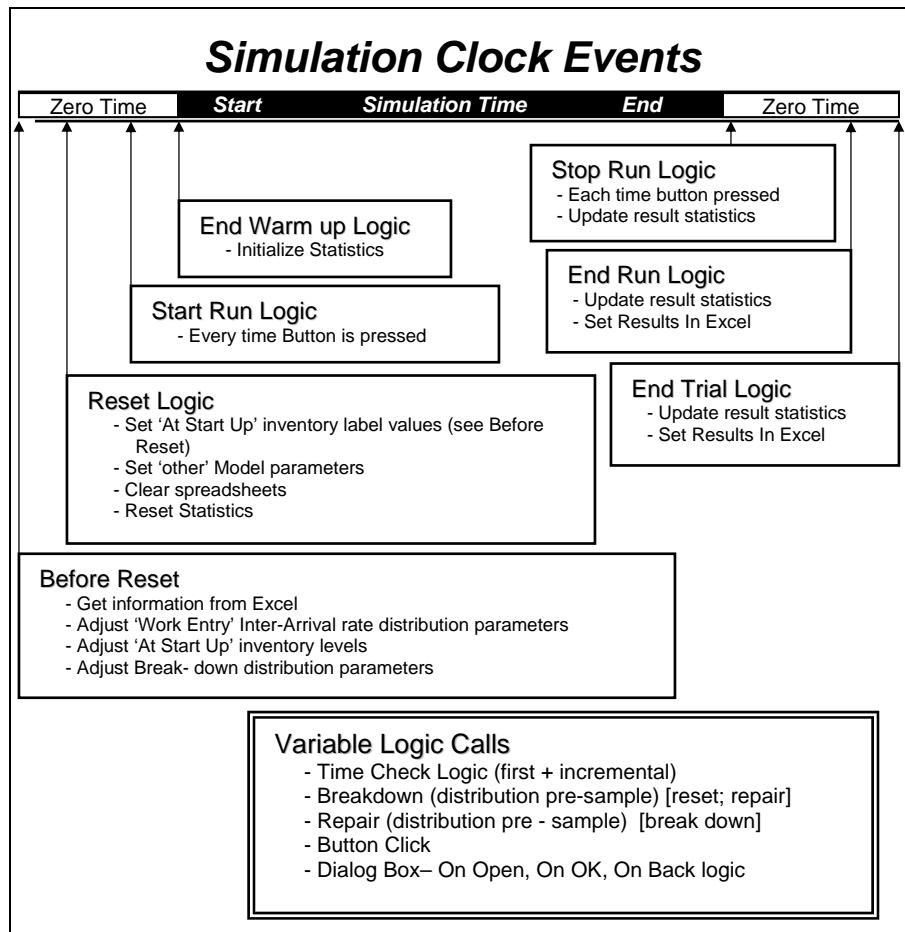 Simulation Clock Events
Zero Time Start Simulation Time End Zero Time
Stop Run Logic
- Each time button pressed
- Update result statistics
End Warm up Logic
- Initialize Statistics
End Run Logic
- Update result statistics
- Set Results In Excel
Start Run Logic
- Every time Button is pressed
End Trial Logic
- Update result statistics
- Set Results In Excel
Reset Logic
- Set ‘At Start Up’ inventory label values (see Before
Reset)
- Set ‘other’ Model parameters
- Clear spreadsheets
- Reset Statistics
Before Reset
- Get information from Excel
- Adjust ‘Work Entry’ Inter-Arrival rate distribution parameters
- Adjust ‘At Start Up’ inventory levels
- Adjust Break- down distribution parameters
Variable Logic Calls
- Time Check Logic (first + incremental)
- Breakdown (distribution pre-sample) [reset; repair]
- Repair (distribution pre - sample) [break down]
- Button Click
- Dialog Box– On Open, On OK, On Back logic